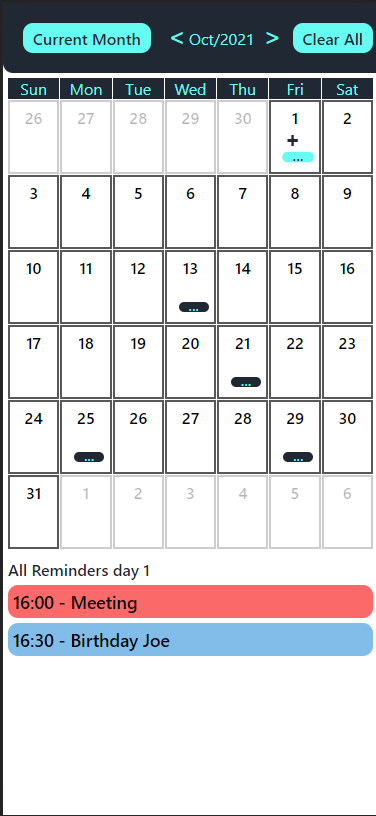 Current Month < Oct/2021 > Clear All
Sun Mon Tue Wed Thu Fri Sat
26 27 28 29 30 1 2
+
...
3 4 5 6 7 8 9
10 11 12 13 14 15 16
...
17 18 19 20 21 22 23
...
24 25 26 27 28 29 30
... ...
31 1 2 3 4 5 6
All Reminders day 1
16:00 - Meeting
16:30 - Birthday Joe